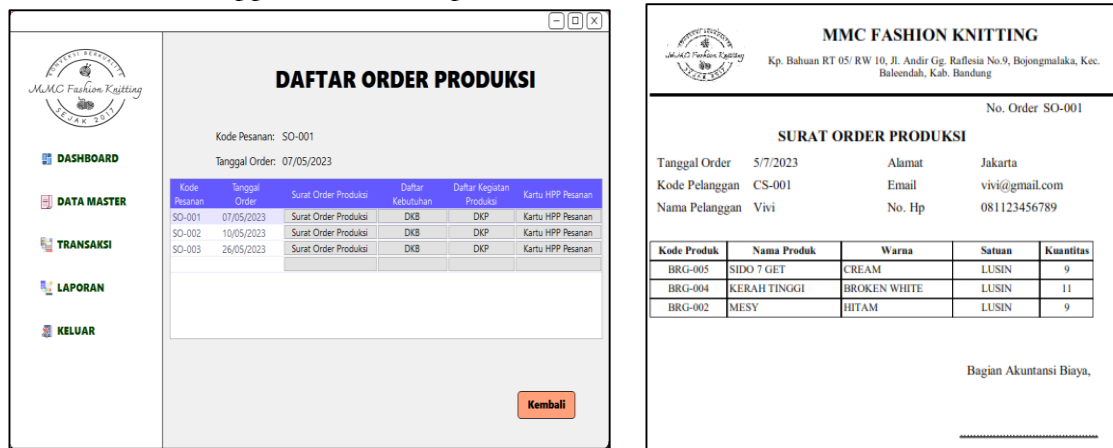 KONVEKSI BERKUALITAS
M.M.C Fashion Knitting
SEJAK 2017
DASHBOARD
DATA MASTER
TRANSAKSI
LAPORAN
KELUAR
DAFTAR ORDER PRODUKSI
Kode Pesanan: SO-001
Tanggal Order: 07/05/2023
Kode Pesanan Tanggal Order Surat Order Produksi Daftar Kebutuhan Daftar Kegiatan Produksi Kartu HPP Pesanan
SO-001 07/05/2023 Surat Order Produksi DKB DKP Kartu HPP Pesanan
SO-002 10/05/2023 Surat Order Produksi DKB DKP Kartu HPP Pesanan
SO-003 26/05/2023 Surat Order Produksi DKB DKP Kartu HPP Pesanan
Kembali
M.M.C Fashion Knitting
MMC FASHION KNITTING
Kp. Bahuan RT 05/ RW 10, Jl. Andir Gg. Raflesia No.9, Bojongmalaka, Kec.
Baleendah, Kab. Bandung
No. Order SO-001
SURAT ORDER PRODUKSI
Tanggal Order 5/7/2023 Alamat Jakarta
Kode Pelanggan CS-001 Email vivi@gmail.com
Nama Pelanggan Vivi No. Hp 081123456789
Kode Produk Nama Produk Warna Satuan Kuantitas
BRG-005 SIDO 7 GET CREAM LUSIN 9
BRG-004 KERAH TINGGI BROKEN WHITE LUSIN 11
BRG-002 MESY HITAM LUSIN 9
Bagian Akuntansi Biaya,